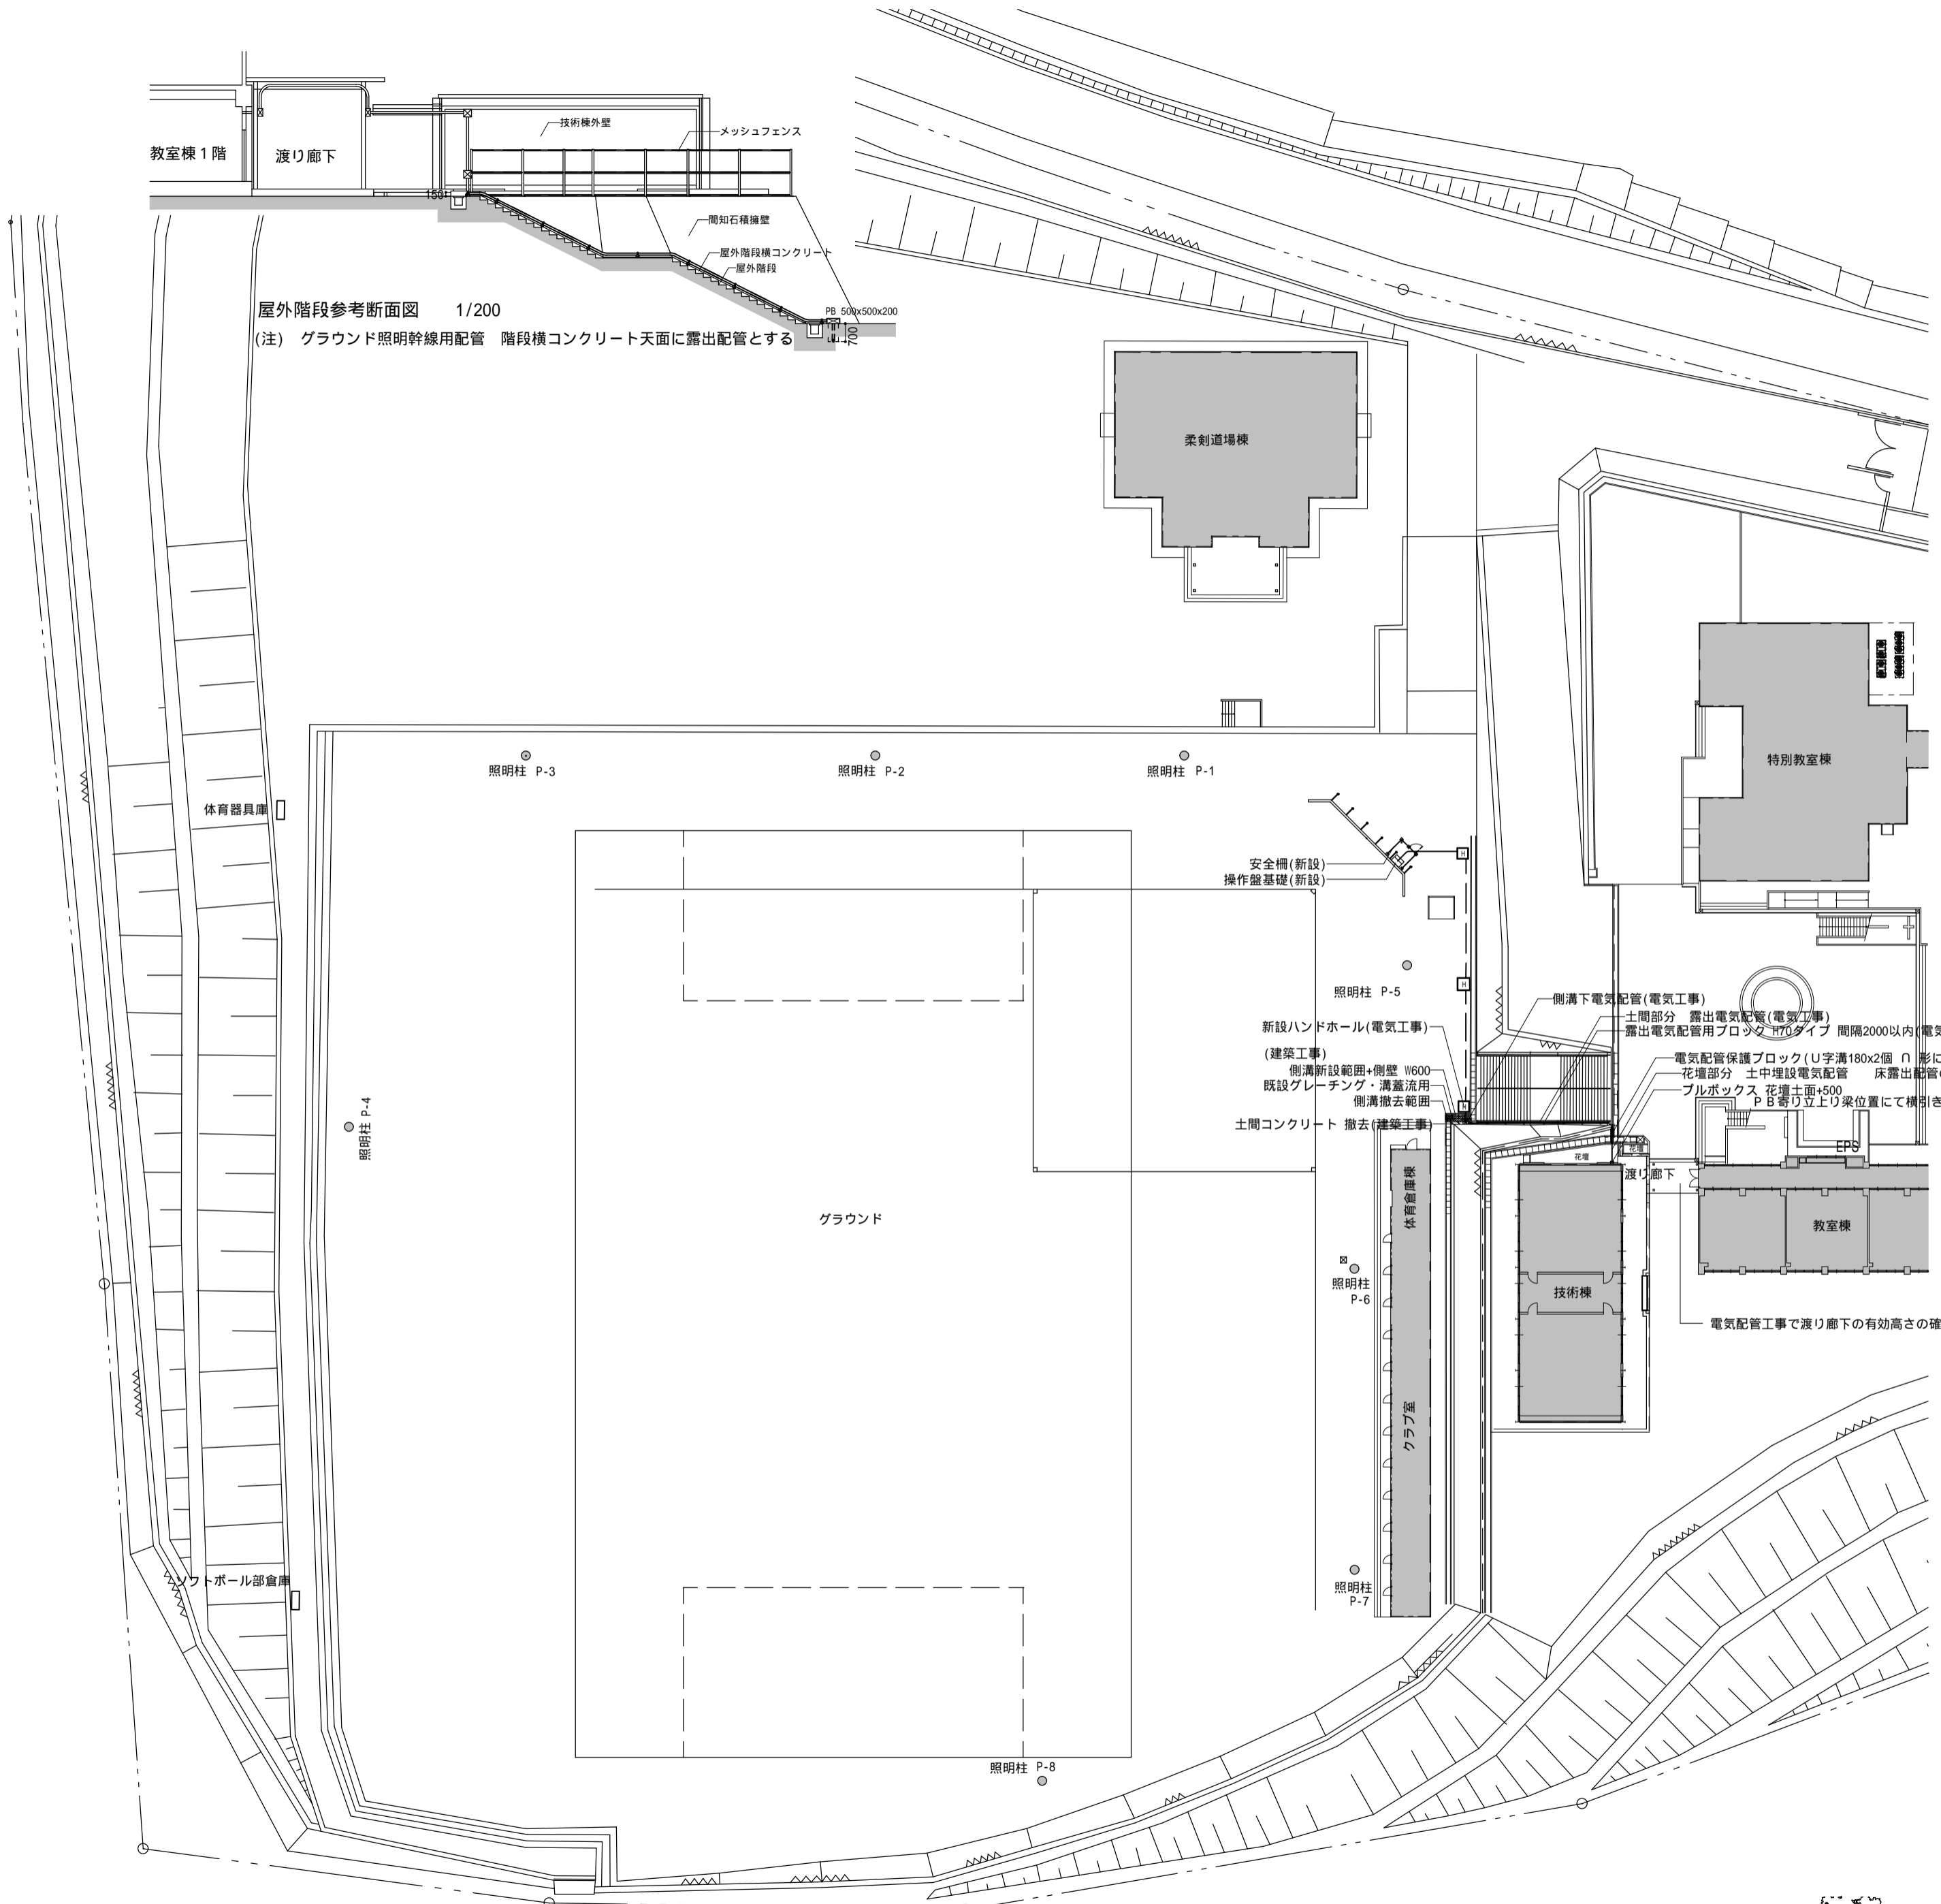 技術棟外壁
メッシュフェンス
教室棟1階
渡り廊下
150
間知石積擁壁
屋外階段横コンクリート
屋外階段
PB 500x500x200
700
屋外階段参考断面図 1/200
(注) グラウンド照明幹線用配管 階段横コンクリート天面に露出配管とする
柔剣道場棟
特別教室棟
照明柱 P-3
照明柱 P-2
照明柱 P-1
体育器具庫
安全柵(新設)
操作盤基礎(新設)
H
照明柱 P-5
H
側溝下電気配管(電気工事)
土間部分 露出電気配管(電気工事)
露出電気配管用ブロック H70タイプ 間隔2000以内(電気
新設ハンドホール(電気工事)
(建築工事)
側溝新設範囲+側壁 W600
既設グレーチング・溝蓋流用
側溝撤去範囲
土間コンクリート 撤去(建築工事)
H
電気配管保護ブロック(U字溝180x2個 ∩ 形に
花壇部分 土中埋設電気配管 床露出配管
プルボックス 花壇土面+500
PB寄り立上り梁位置にて横引き
照明柱 P-4
EPS
花壇
花壇
渡り廊下
体育倉庫棟
グラウンド
教室棟
照明柱
P-6
技術棟
電気配管工事で渡り廊下の有効高さの確
クラブ室
ソフトボール部倉庫
照明柱
P-7
照明柱 P-8